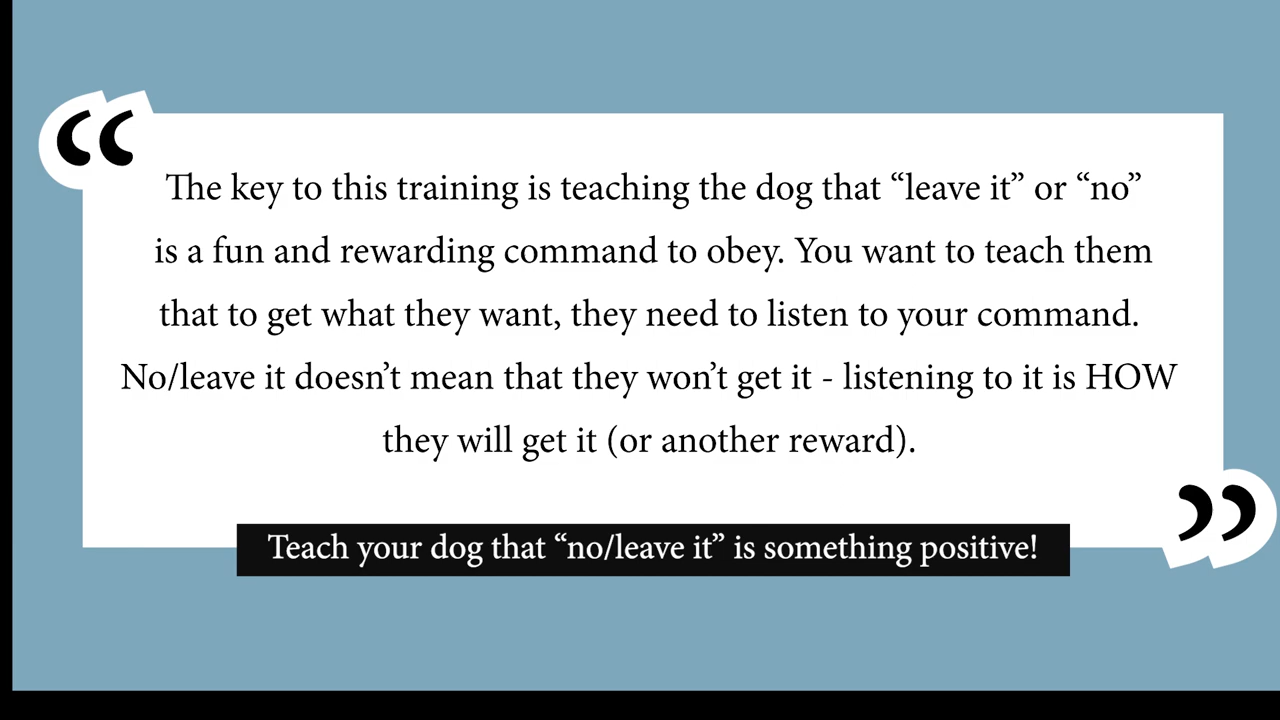 The key to this training is teaching the dog that “leave it” or “no”
is a fun and rewarding command to obey. You want to teach them
that to get what they want, they need to listen to your command.
No/leave it doesn’t mean that they won’t get it - listening to it is HOW
they will get it (or another reward).
Teach your dog that “no/leave it” is something positive!